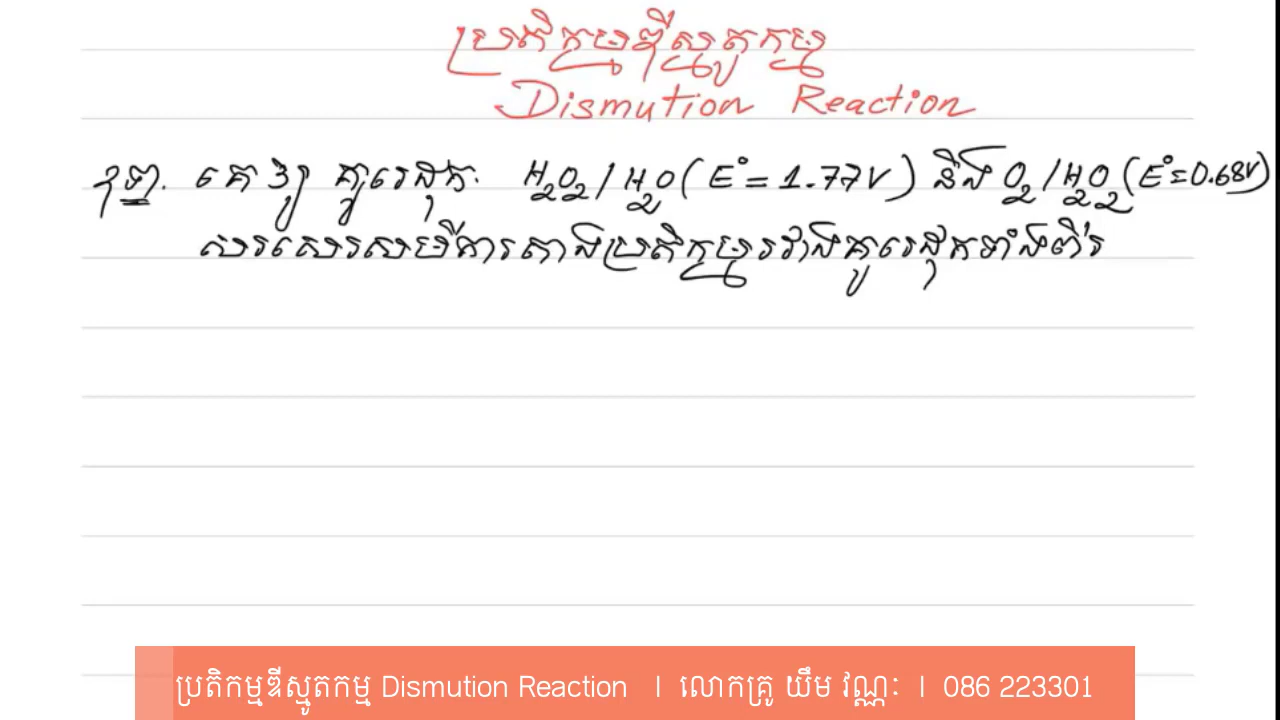 ប្រតិកម្មឌីស្មូតកម្ម
Dismution Reaction
ឧទា. គេឱ្យ គូរេដុក: H₂O₂/H₂O(E°=1.77V) និង O₂/H₂O₂(E°=0.68V)
សរសេរសមីការតាងប្រតិកម្មរវាងគូរេដុកទាំងពីរ
ប្រតិកម្មឌីស្មូតកម្ម Dismution Reaction | លោកគ្រូ យឹម វណ្ណៈ | 086 223301